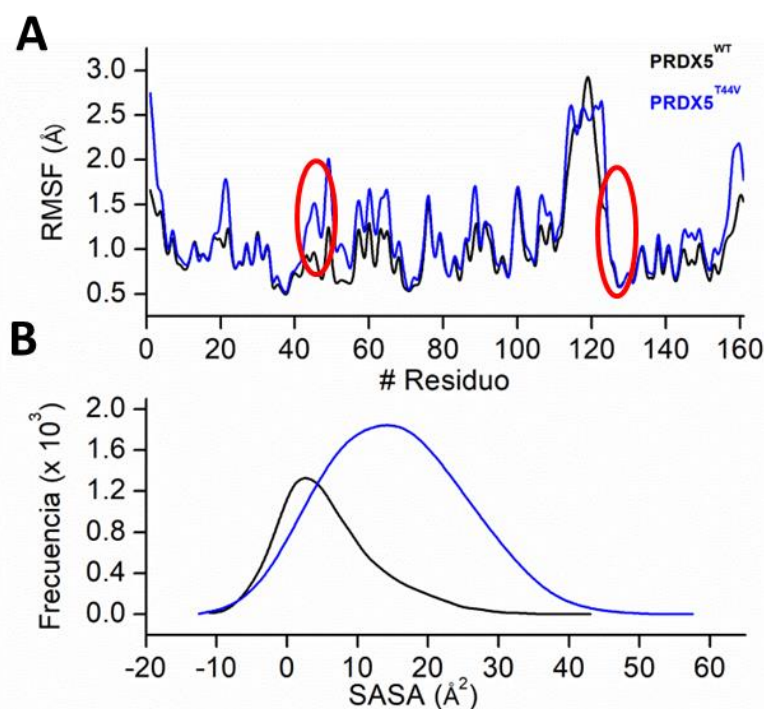 A
PRDX5WT
PRDX5T44V
RMSF (Å)
3.0
2.5
2.0
1.5
1.0
0.5
0 20 40 60 80 100 120 140 160
# Residuo
B
Frecuencia (x 10³)
2.0
1.6
1.2
0.8
0.4
0.0
-20 -10 0 10 20 30 40 50 60
SASA (Å²)